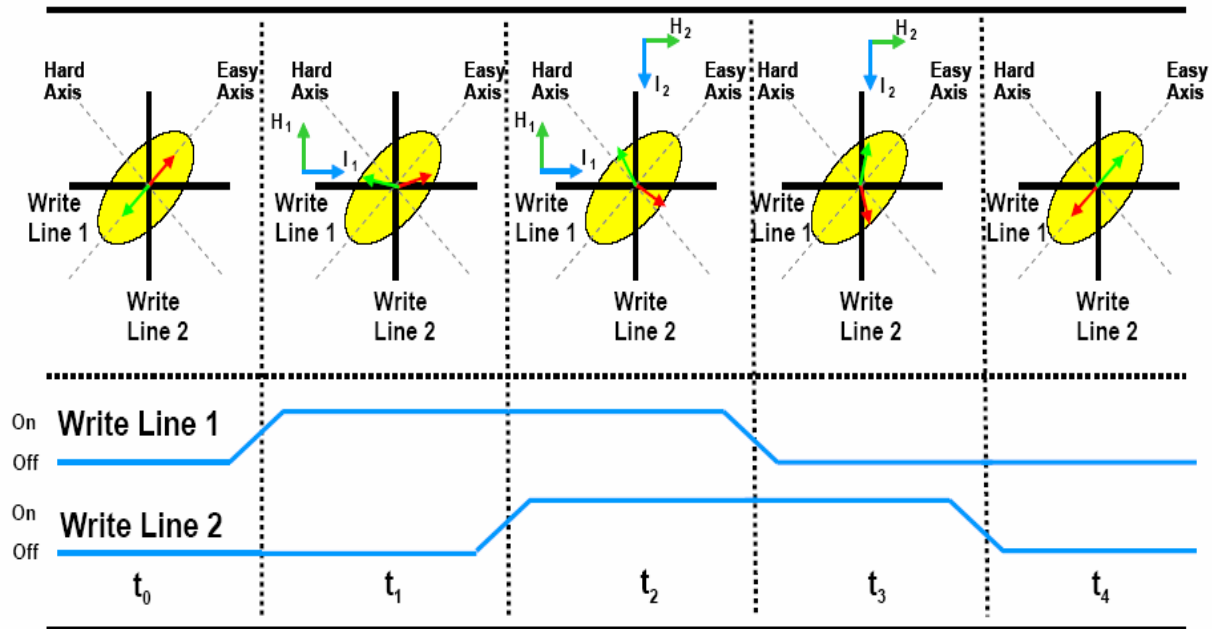 Hard Axis
Easy Axis
Write Line 1
Write Line 2
H1
I1
Hard Axis
Easy Axis
Write Line 1
Write Line 2
H2
I2
H1
I1
Hard Axis
Easy Axis
Write Line 1
Write Line 2
H2
I2
Hard Axis
Easy Axis
Write Line 1
Write Line 2
Hard Axis
Easy Axis
Write Line 1
Write Line 2
On
Write Line 1
Off
On
Write Line 2
Off
t0 t1 t2 t3 t4